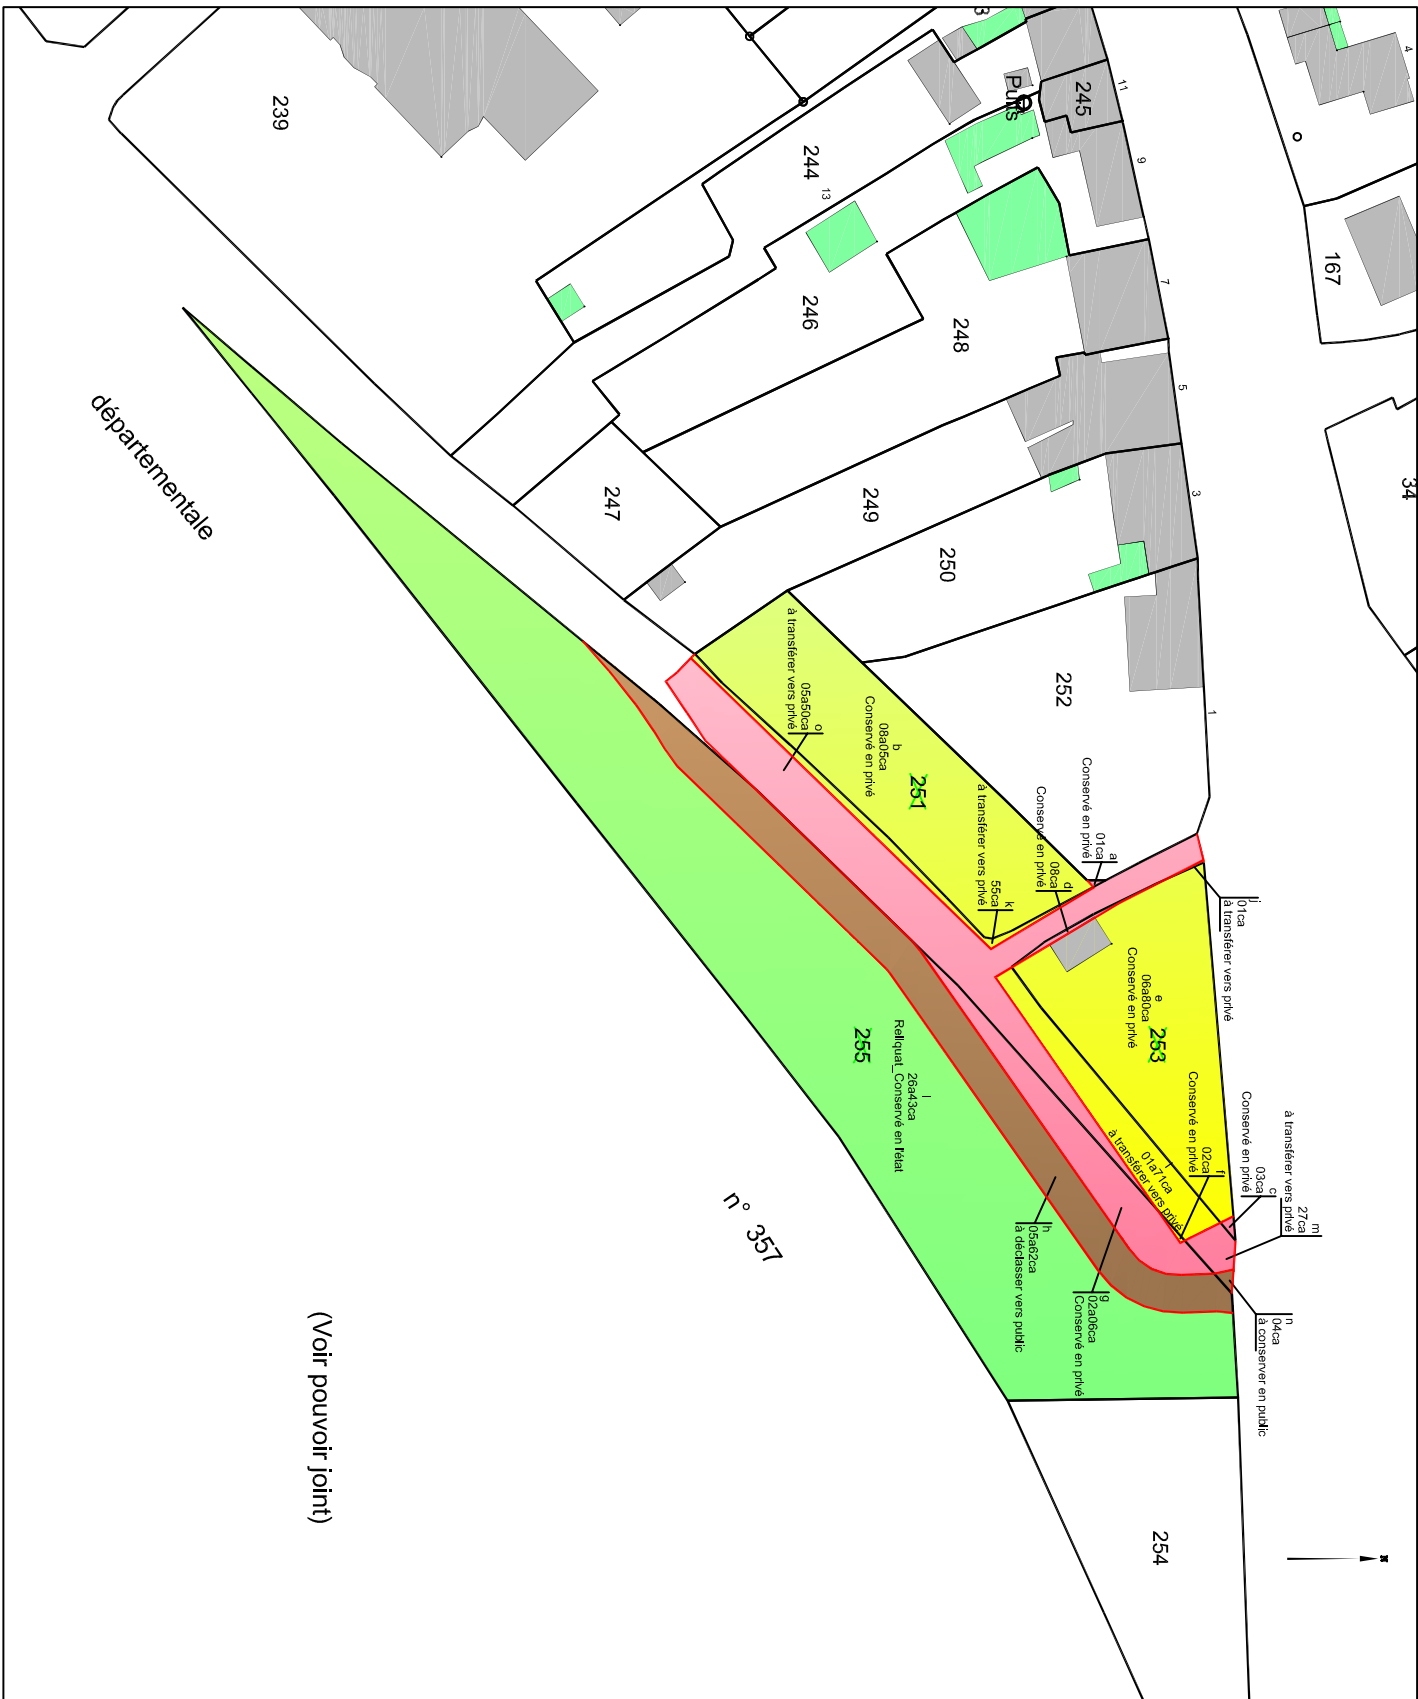 4
167
34
11
9
7
5
3
1
3
Puits
245
239
244
13
246
248
247
249
250
252
départementale
o
05a50ca
à transférer vers privé
b
08a05ca
Conservé en privé
251
k
55ca
à transférer vers privé
d
08ca
Conservé en privé
a
01ca
Conservé en privé
j
01ca
à transférer vers privé
e
06a80ca
Conservé en privé
253
f
02ca
Conservé en privé
c
03ca
Conservé en privé
m
27ca
à transférer vers privé
01a71ca
à transférer vers privé
n
04ca
à conserver en public
g
02a06ca
Conservé en privé
h
05a62ca
à déclasser vers public
l
26a43ca
Reliquat_Conservé en l'état
255
n° 357
(Voir pouvoir joint)
254